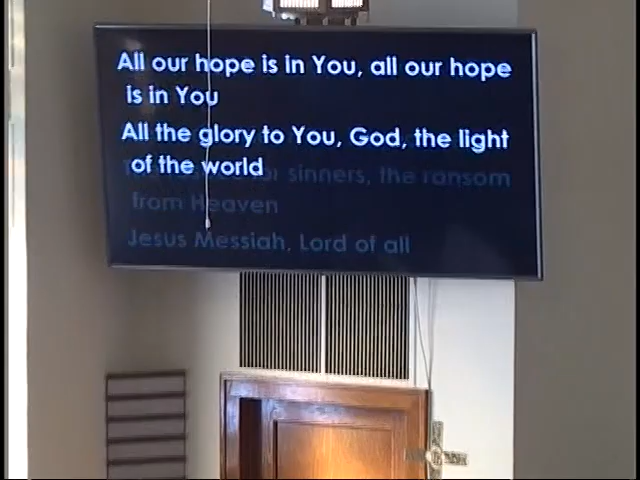 All our hope is in You, all our hope
is in You
All the glory to You, God, the light
of the world
sinners, the ransom
from Heaven
Jesus Messiah, Lord of all